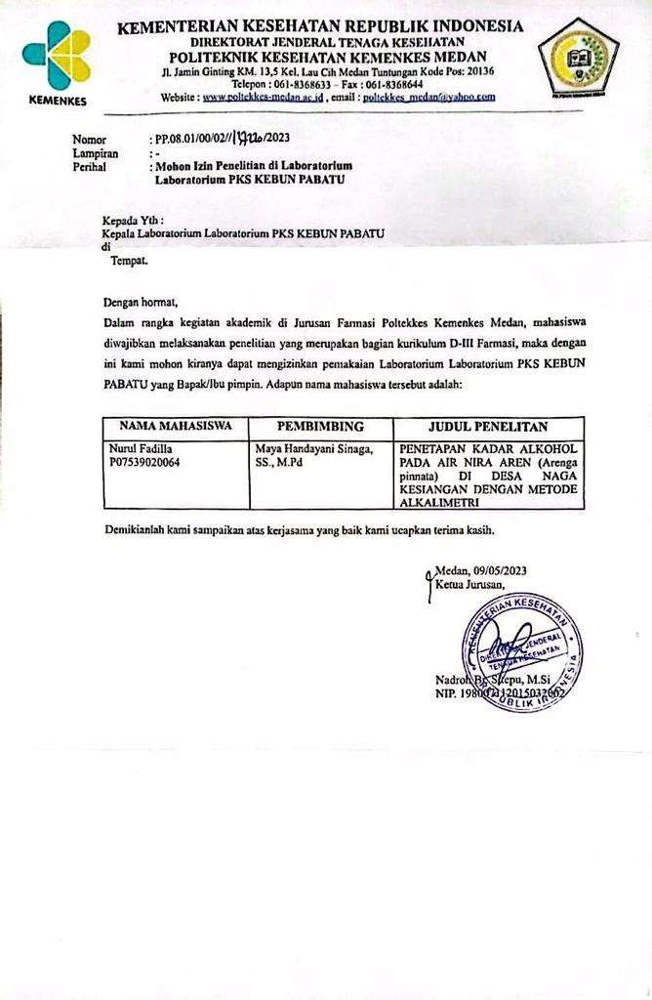 KEMENKES
KEMENTERIAN KESEHATAN REPUBLIK INDONESIA
DIREKTORAT JENDERAL TENAGA KESEHATAN
POLITEKNIK KESEHATAN KEMENKES MEDAN
Jl. Jamin Ginting KM. 13,5 Kel. Lau Cih Medan Tuntungan Kode Pos: 20136
Telepon : 061-8368633 – Fax : 061-8368644
Website : www.poltekkes-medan.ac.id , email : poltekkes_medan@yahoo.com
Nomor : PP.08.01/00/02// /2023
Lampiran : -
Perihal : Mohon Izin Penelitian di Laboratorium
Laboratorium PKS KEBUN PABATU
Kepada Yth :
Kepala Laboratorium Laboratorium PKS KEBUN PABATU
di
Tempat.
Dengan hormat,
Dalam rangka kegiatan akademik di Jurusan Farmasi Poltekkes Kemenkes Medan, mahasiswa
diwajibkan melaksanakan penelitian yang merupakan bagian kurikulum D-III Farmasi, maka dengan
ini kami mohon kiranya dapat mengizinkan pemakaian Laboratorium Laboratorium PKS KEBUN
PABATU yang Bapak/Ibu pimpin. Adapun nama mahasiswa tersebut adalah:
NAMA MAHASISWA PEMBIMBING JUDUL PENELITAN
Nurul Fadilla
P07539020064
Maya Handayani Sinaga,
SS., M.Pd
PENETAPAN KADAR ALKOHOL
PADA AIR NIRA AREN (Arenga
pinnata) DI DESA NAGA
KESIANGAN DENGAN METODE
ALKALIMETRI
Demikianlah kami sampaikan atas kerjasama yang baik kami ucapkan terima kasih.
Medan, 09/05/2023
Ketua Jurusan,
KEMENTERIAN KESEHATAN
DIREKTORAT JENDERAL
TENAGA KESEHATAN
REPUBLIK INDONESIA
Nadroh Br. Sitepu, M.Si
NIP.